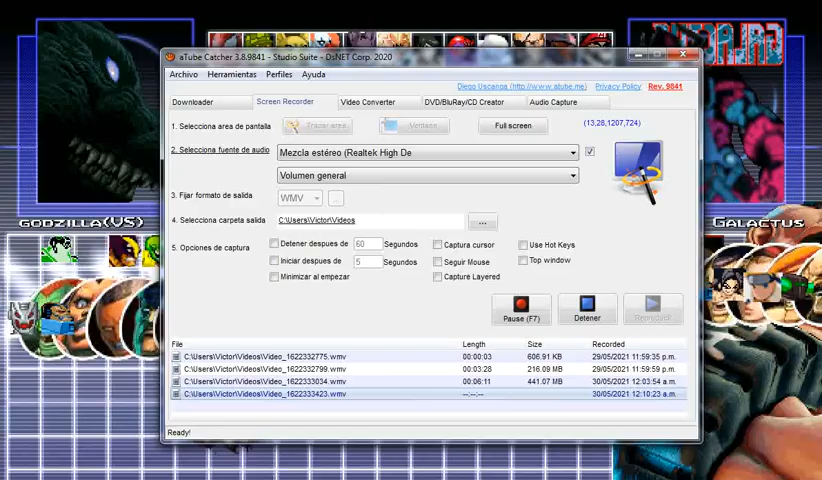 aTube Catcher 3.8.9841 - Studio Suite - DsNET Corp. 2020
Archivo Herramientas Perfiles Ayuda
Diego Uscanga (http://www.atube.me) Privacy Policy Rev. 9841
Downloader Screen Recorder Video Converter DVD/BluRay/CD Creator Audio Capture
1. Selecciona area de pantalla Trazar area Ventana Full screen (13,28,1207,724)
2. Selecciona fuente de audio Mezcla estéreo (Realtek High De
Volumen general
3. Fijar formato de salida WMV ...
4. Selecciona carpeta salida C:\Users\Victor\Videos ...
5. Opciones de captura Detener despues de 60 Segundos Captura cursor Use Hot Keys
Iniciar despues de 5 Segundos Seguir Mouse Top window
Minimizar al empezar Capture Layered
Pause (F7) Detener Reproducir
File Length Size Recorded
C:\Users\Victor\Videos\Video_1622332775.wmv 00:00:03 606.91 KB 29/05/2021 11:59:35 p.m.
C:\Users\Victor\Videos\Video_1622332799.wmv 00:03:28 216.09 MB 29/05/2021 11:59:59 p.m.
C:\Users\Victor\Videos\Video_1622333034.wmv 00:06:11 441.07 MB 30/05/2021 12:03:54 a.m.
C:\Users\Victor\Videos\Video_1622333423.wmv --:--:-- 30/05/2021 12:10:23 a.m.
Ready!
GODZILLA(VS) GALACTUS